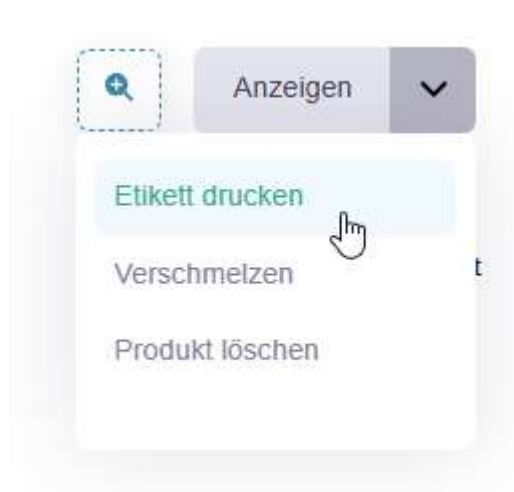 Anzeigen
Etikett drucken
Verschmelzen
t
Produkt löschen